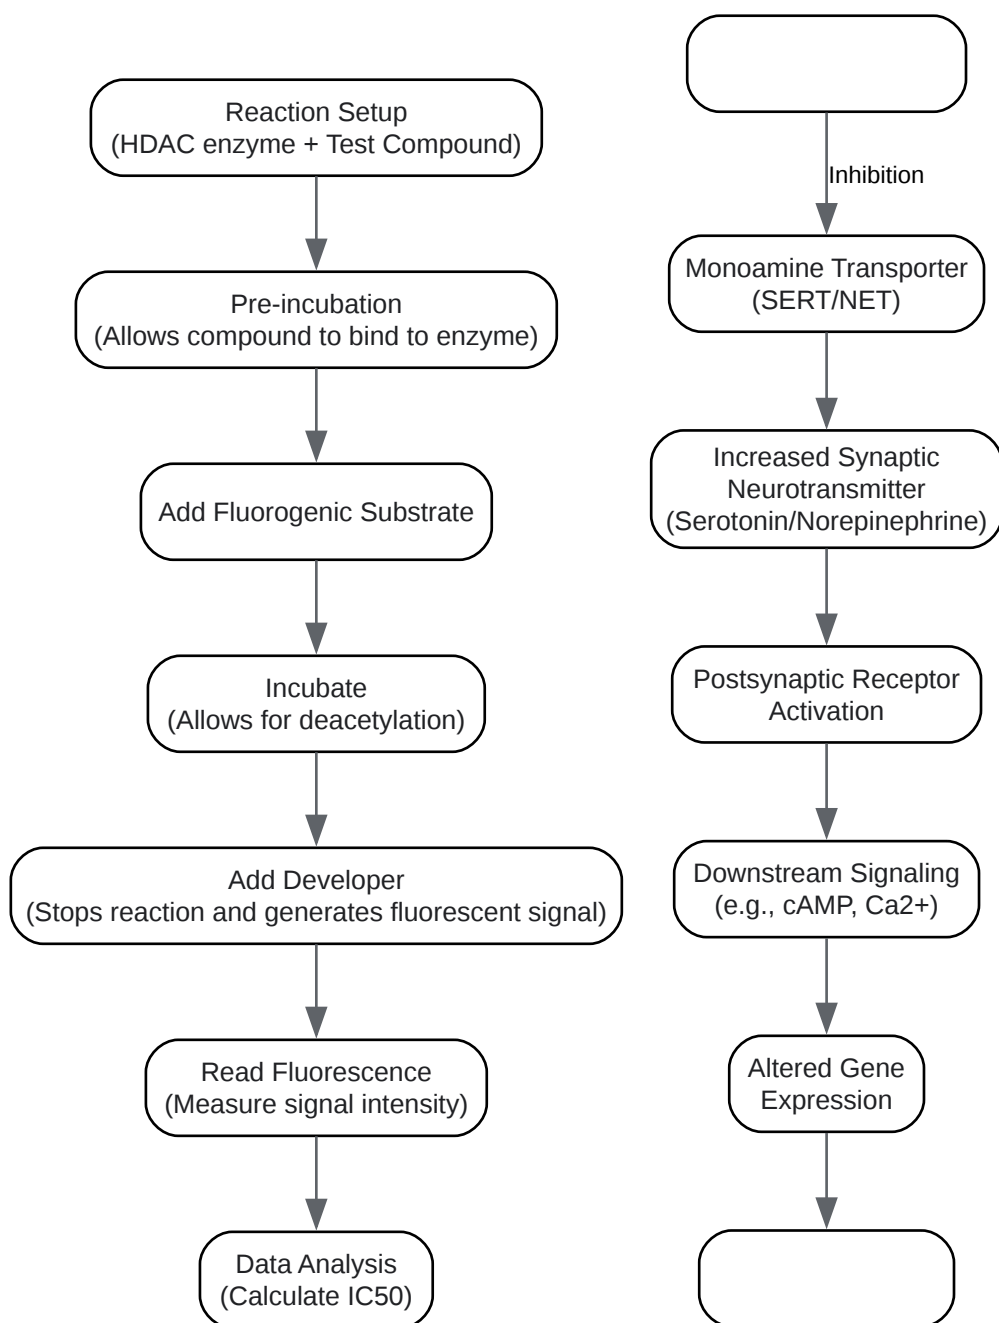 Reaction Setup
(HDAC enzyme + Test Compound)
Pre-incubation
(Allows compound to bind to enzyme)
Add Fluorogenic Substrate
Incubate
(Allows for deacetylation)
Add Developer
(Stops reaction and generates fluorescent signal)
Read Fluorescence
(Measure signal intensity)
Data Analysis
(Calculate IC50)
Inhibition
Monoamine Transporter
(SERT/NET)
Increased Synaptic
Neurotransmitter
(Serotonin/Norepinephrine)
Postsynaptic Receptor
Activation
Downstream Signaling
(e.g., cAMP, Ca2+)
Altered Gene
Expression